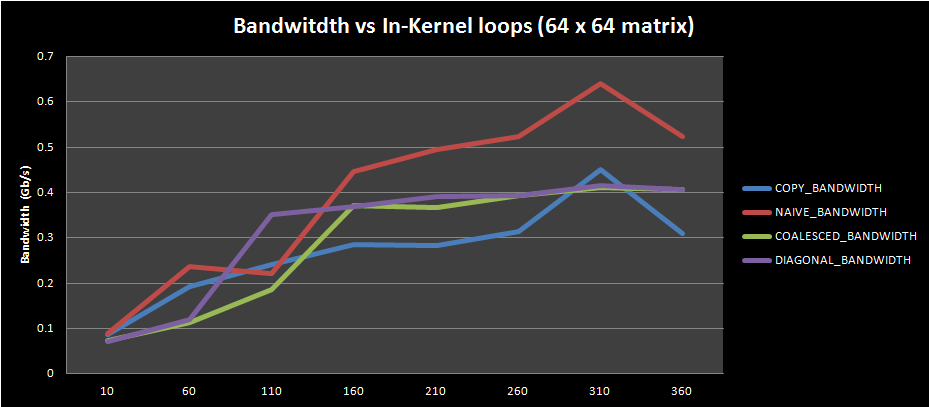 Bandwitdth vs In-Kernel loops (64 x 64 matrix)
0.7
0.6
0.5
0.4
0.3
0.2
0.1
0
Bandwidth (Gb/s)
10 60 110 160 210 260 310 360
COPY_BANDWIDTH
NAIVE_BANDWIDTH
COALESCED_BANDWIDTH
DIAGONAL_BANDWIDTH